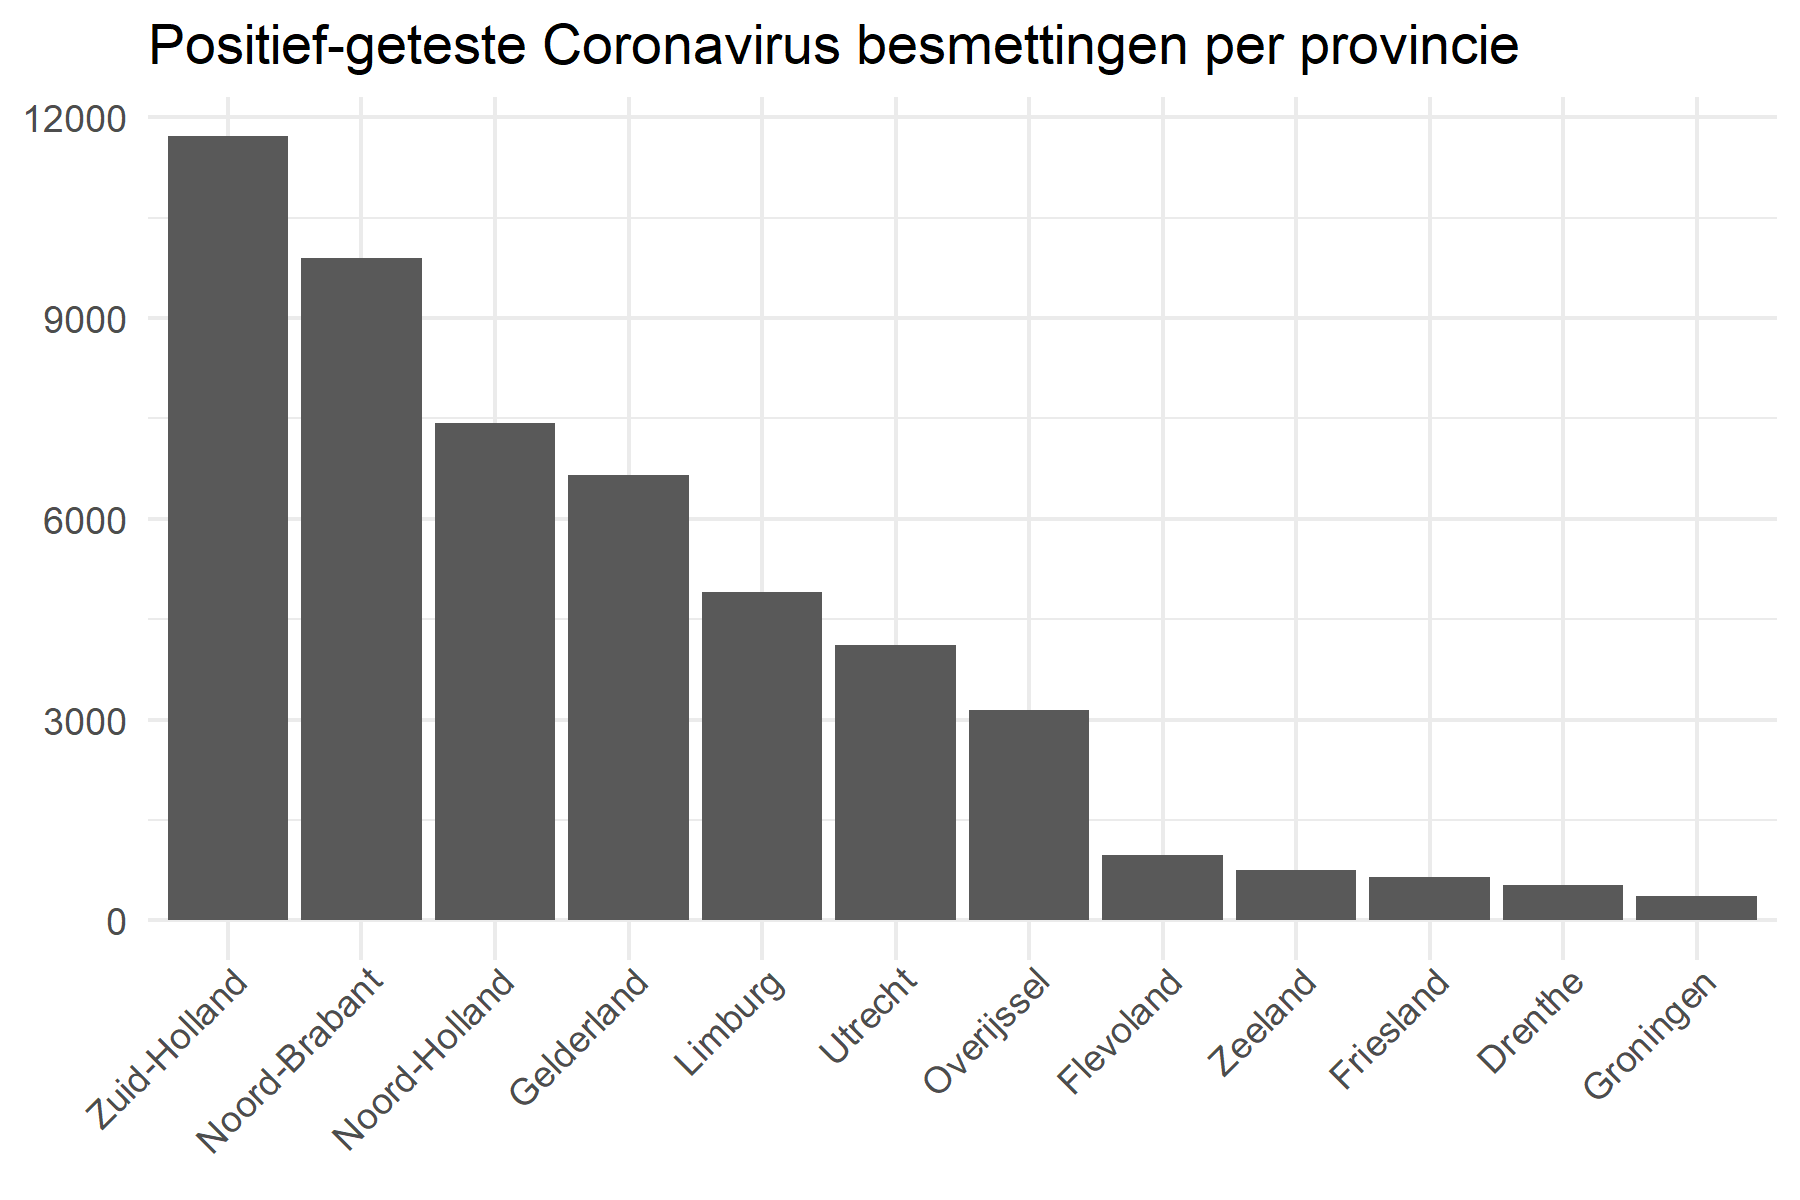 Positief-geteste Coronavirus besmettingen per provincie
12000
9000
6000
3000
0
Zuid-Holland
Noord-Brabant
Noord-Holland
Gelderland
Limburg
Utrecht
Overijssel
Flevoland
Zeeland
Friesland
Drenthe
Groningen